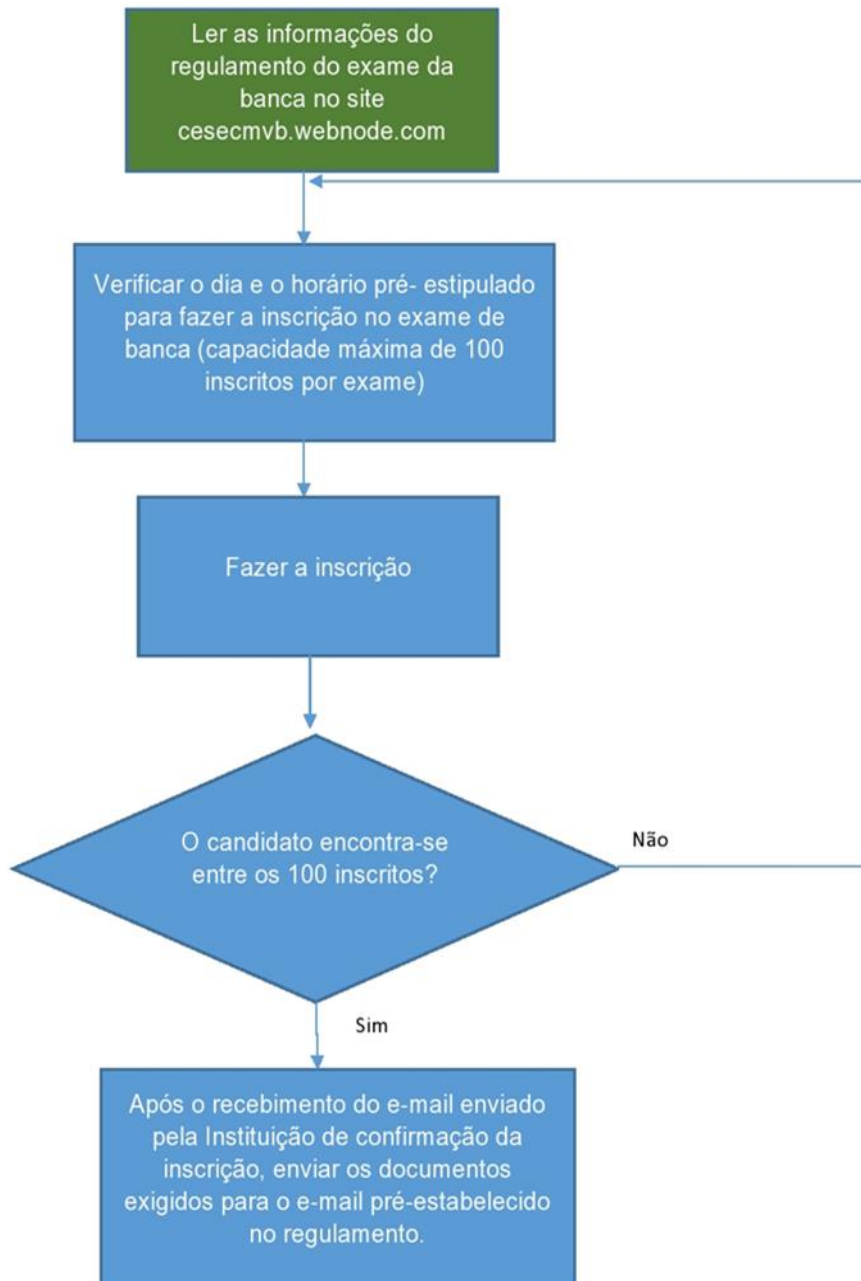 Ler as informações do
regulamento do exame da
banca no site
cesecmvb.webnode.com
Verificar o dia e o horário pré- estipulado
para fazer a inscrição no exame de
banca (capacidade máxima de 100
inscritos por exame)
Fazer a inscrição
O candidato encontra-se
entre os 100 inscritos?
Não
Sim
Após o recebimento do e-mail enviado
pela Instituição de confirmação da
inscrição, enviar os documentos
exigidos para o e-mail pré-estabelecido
no regulamento.